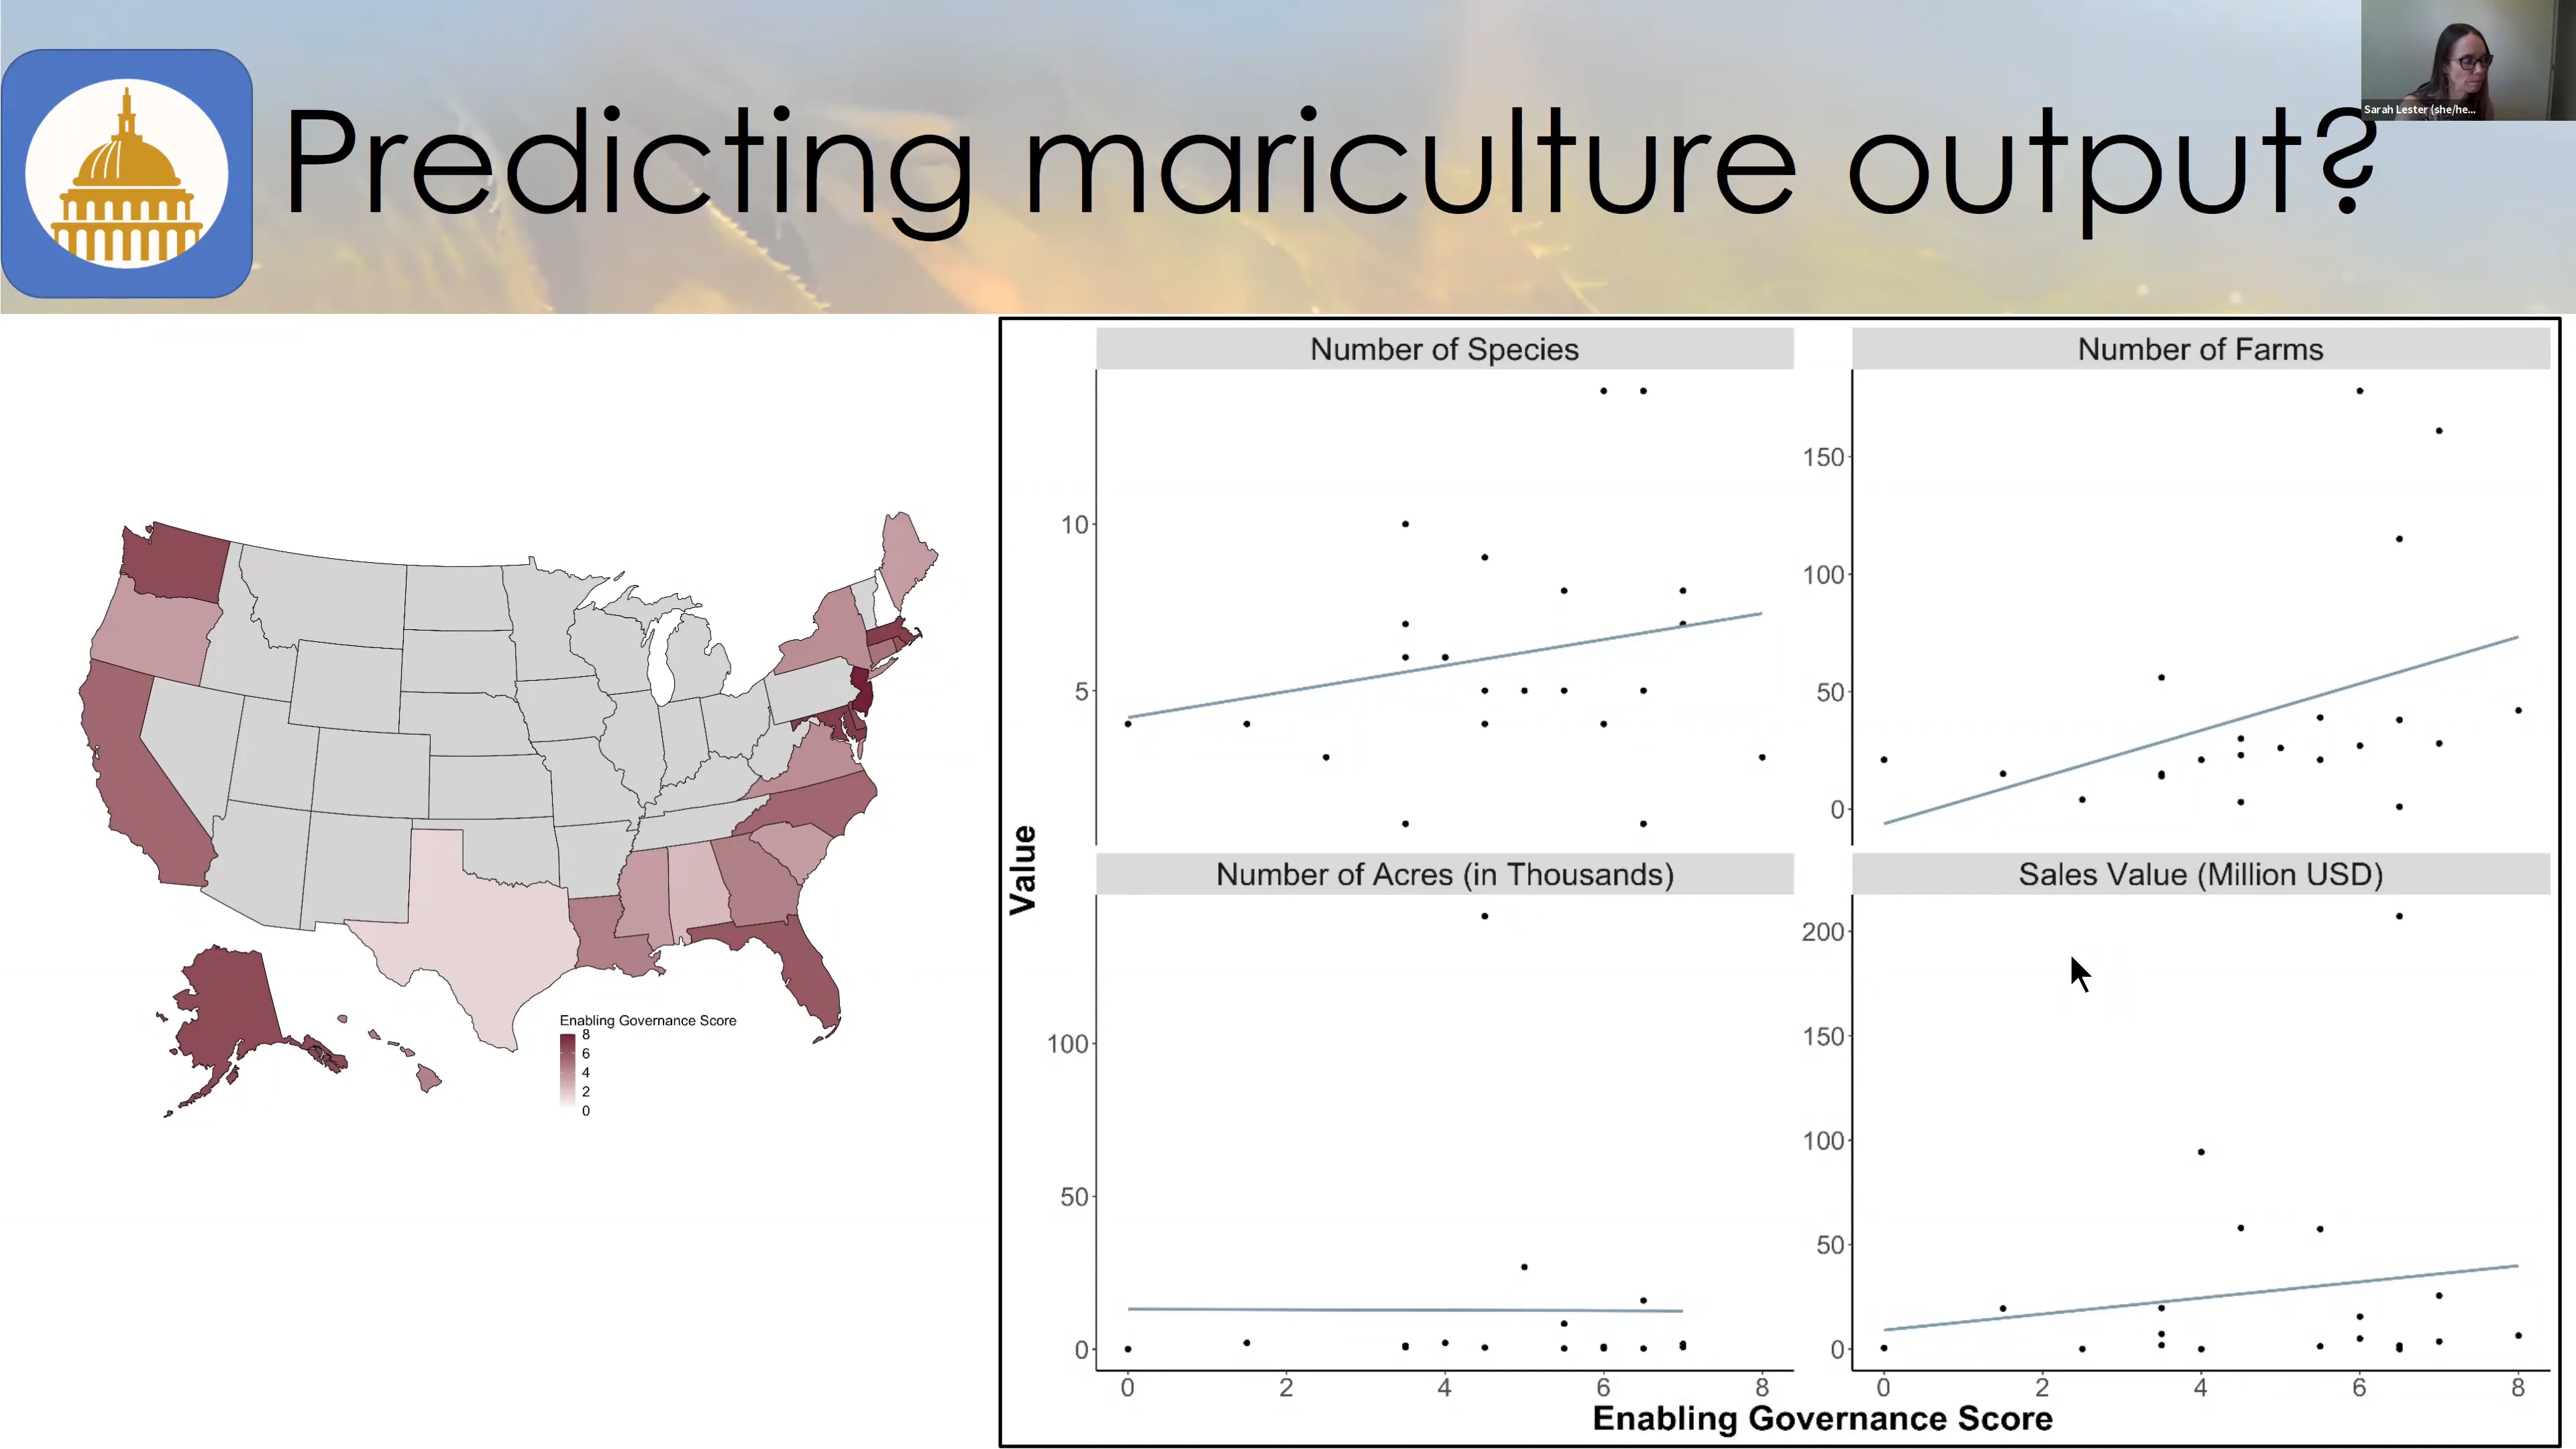 Predicting mariculture output?
Sarah Lester (she/he...
Enabling Governance Score
8
6
4
2
0
Value
Number of Species
10
5
Number of Farms
150
100
50
0
Number of Acres (in Thousands)
100
50
0
0 2 4 6 8
Sales Value (Million USD)
200
150
100
50
0
0 2 4 6 8
Enabling Governance Score